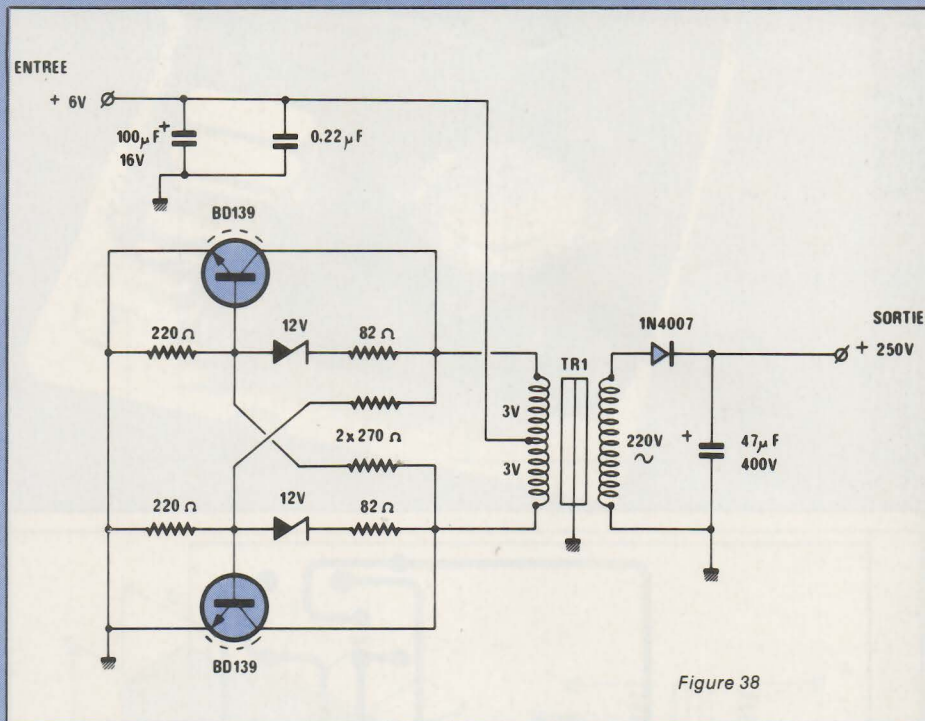 ENTREE
+ 6V
100µF +
16V
0.22µF
BD139
220 Ω
12V
82 Ω
2 x 270 Ω
220 Ω
12V
82 Ω
BD139
3V
3V
TR1
220V
~
1N4007
SORTIE
+ 250V
+
47µF
400V
Figure 38